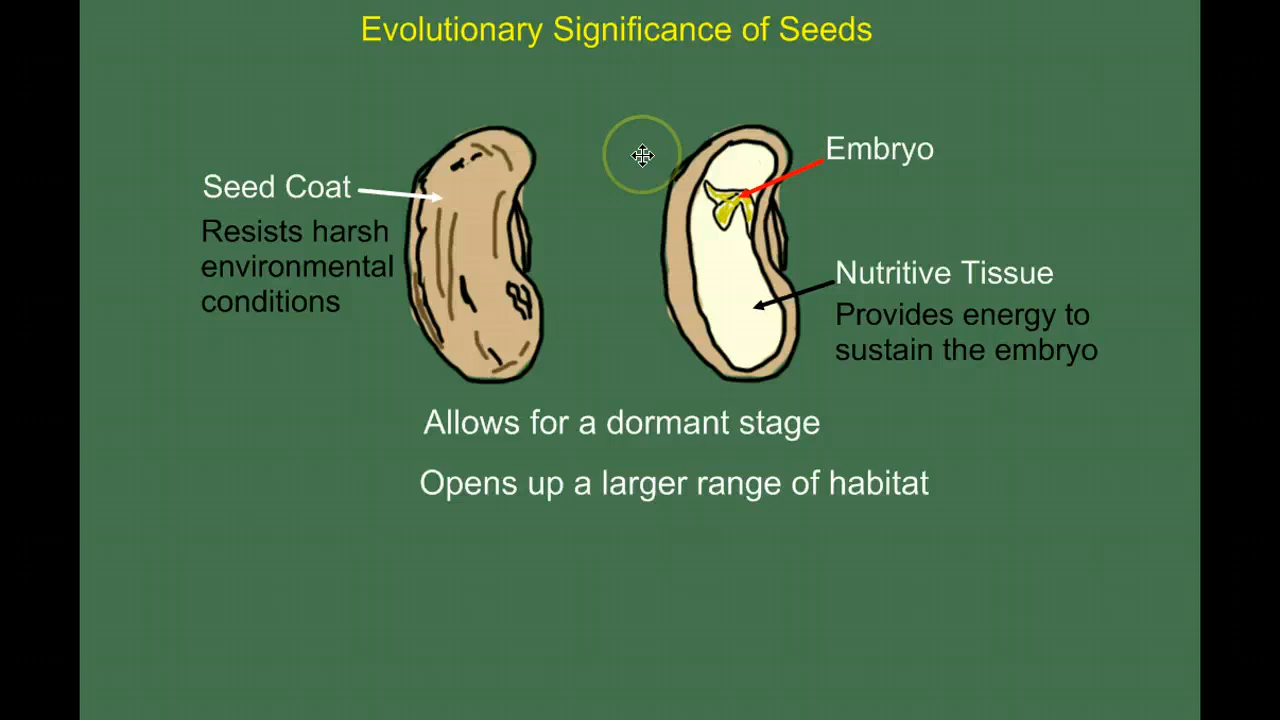 Evolutionary Significance of Seeds
Seed Coat
Resists harsh
environmental
conditions
Embryo
Nutritive Tissue
Provides energy to
sustain the embryo
Allows for a dormant stage
Opens up a larger range of habitat